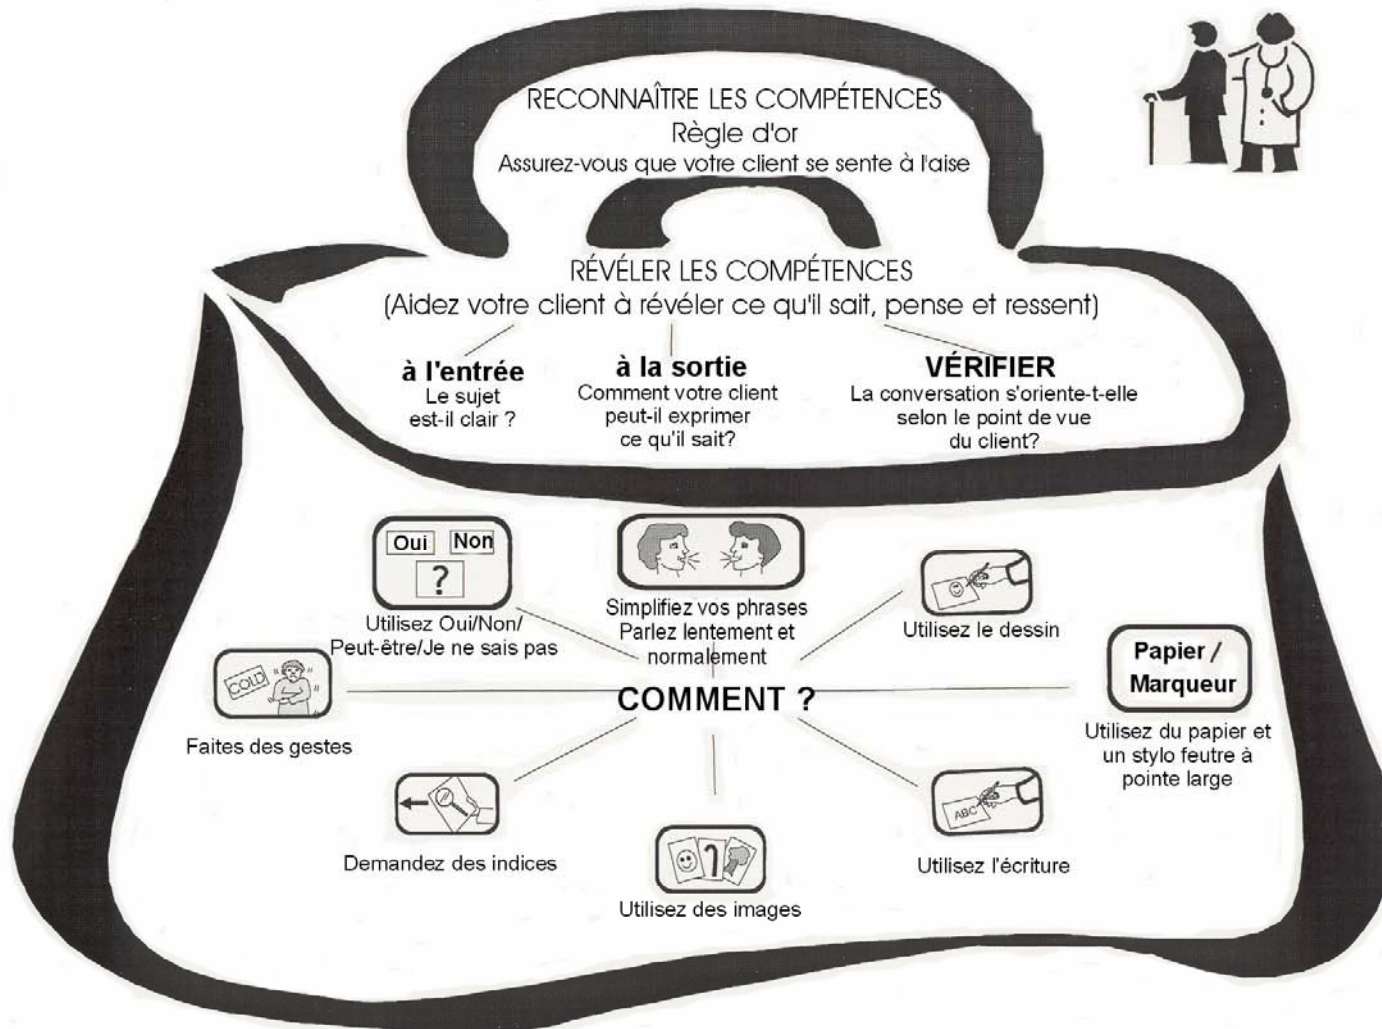 RECONNAÎTRE LES COMPÉTENCES
Règle d'or
Assurez-vous que votre client se sente à l'aise
RÉVÉLER LES COMPÉTENCES
(Aidez votre client à révéler ce qu'il sait, pense et ressent)
à l'entrée
Le sujet
est-il clair ?
à la sortie
Comment votre client
peut-il exprimer
ce qu'il sait?
VÉRIFIER
La conversation s'oriente-t-elle
selon le point de vue
du client?
Oui Non
?
Utilisez Oui/Non/
Peut-être/Je ne sais pas
Simplifiez vos phrases
Parlez lentement et
normalement
Utilisez le dessin
COLD
Faites des gestes
COMMENT ?
Papier /
Marqueur
Utilisez du papier et
un stylo feutre à
pointe large
Demandez des indices
?
Utilisez des images
ABC
Utilisez l'écriture